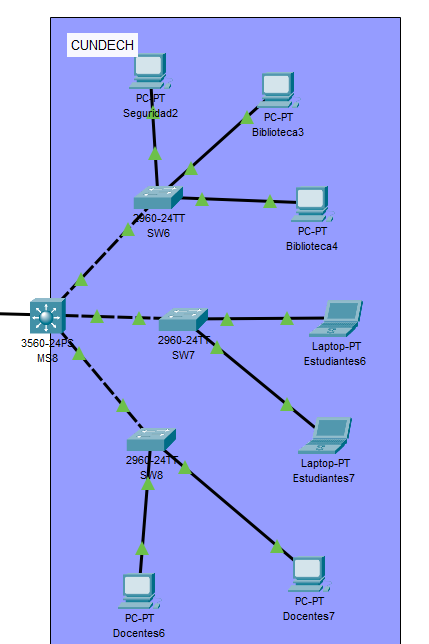 CUNDECH
PC-PT
Seguridad2
PC-PT
Biblioteca3
2960-24TT
SW6
PC-PT
Biblioteca4
3560-24PS
MS8
2960-24TT
SW7
Laptop-PT
Estudiantes6
2960-24TT
SW8
Laptop-PT
Estudiantes7
PC-PT
Docentes6
PC-PT
Docentes7